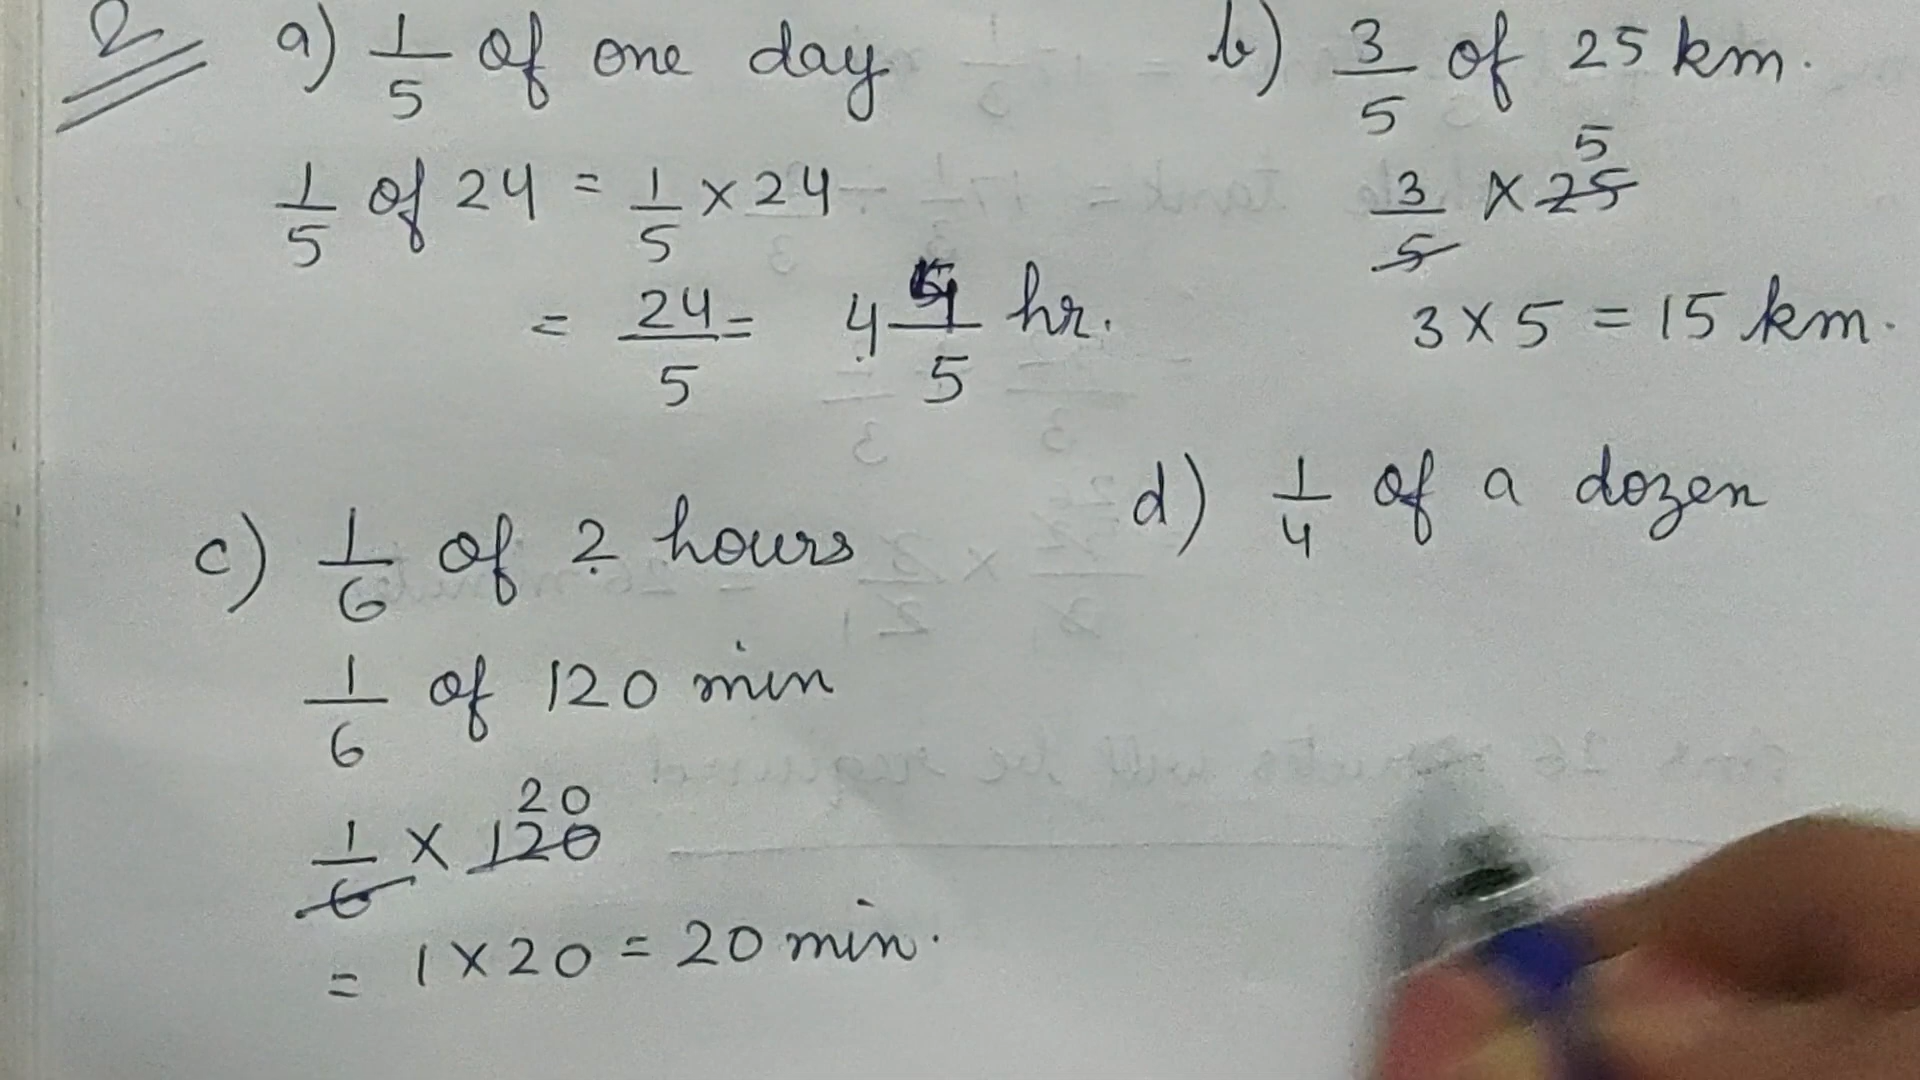 2
a) 1/5 of one day
1/5 of 24 = 1/5 × 24
= 24/5 = 4 4/5 hr.
b) 3/5 of 25 km.
3/5 × 25 5
3 × 5 = 15 km.
c) 1/6 of 2 hours
1/6 of 120 min
1/6 × 120 20
= 1 × 20 = 20 min.
d) 1/4 of a dozen